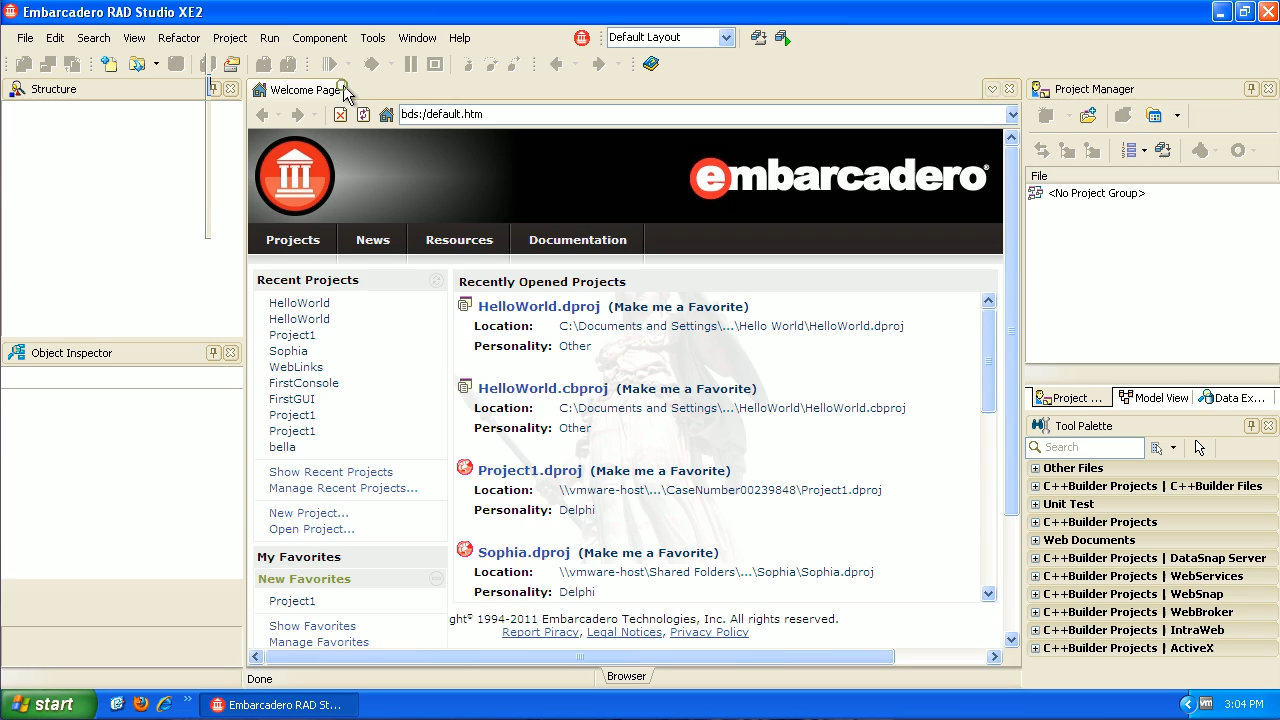 Embarcadero RAD Studio XE2
File Edit Search View Refactor Project Run Component Tools Window Help
Default Layout
Structure
Welcome Page
Project Manager
bds:/default.htm
embarcadero®
File
<No Project Group>
Projects News Resources Documentation
Recent Projects
HelloWorld
HelloWorld
Project1
Sophia
WebLinks
FirstConsole
FirstGUI
Project1
Project1
bella
Show Recent Projects
Manage Recent Projects...
New Project...
Open Project...
My Favorites
New Favorites
Project1
Show Favorites
Manage Favorites
Recently Opened Projects
HelloWorld.dproj (Make me a Favorite)
Location: C:\Documents and Settings\...\Hello World\HelloWorld.dproj
Personality: Other
HelloWorld.cbproj (Make me a Favorite)
Location: C:\Documents and Settings\...\HelloWorld\HelloWorld.cbproj
Personality: Other
Project1.dproj (Make me a Favorite)
Location: \\vmware-host\...\CaseNumber00239848\Project1.dproj
Personality: Delphi
Sophia.dproj (Make me a Favorite)
Location: \\vmware-host\Shared Folders\...\Sophia\Sophia.dproj
Personality: Delphi
ght© 1994-2011 Embarcadero Technologies, Inc. All rights reserved.
Report Piracy, Legal Notices, Privacy Policy
Object Inspector
Project ... Model View Data Ex...
Tool Palette
Search
Other Files
C++Builder Projects | C++Builder Files
Unit Test
C++Builder Projects
Web Documents
C++Builder Projects | DataSnap Server
C++Builder Projects | WebServices
C++Builder Projects | WebSnap
C++Builder Projects | WebBroker
C++Builder Projects | IntraWeb
C++Builder Projects | ActiveX
Done
Browser
start
Embarcadero RAD St...
vm
3:04 PM